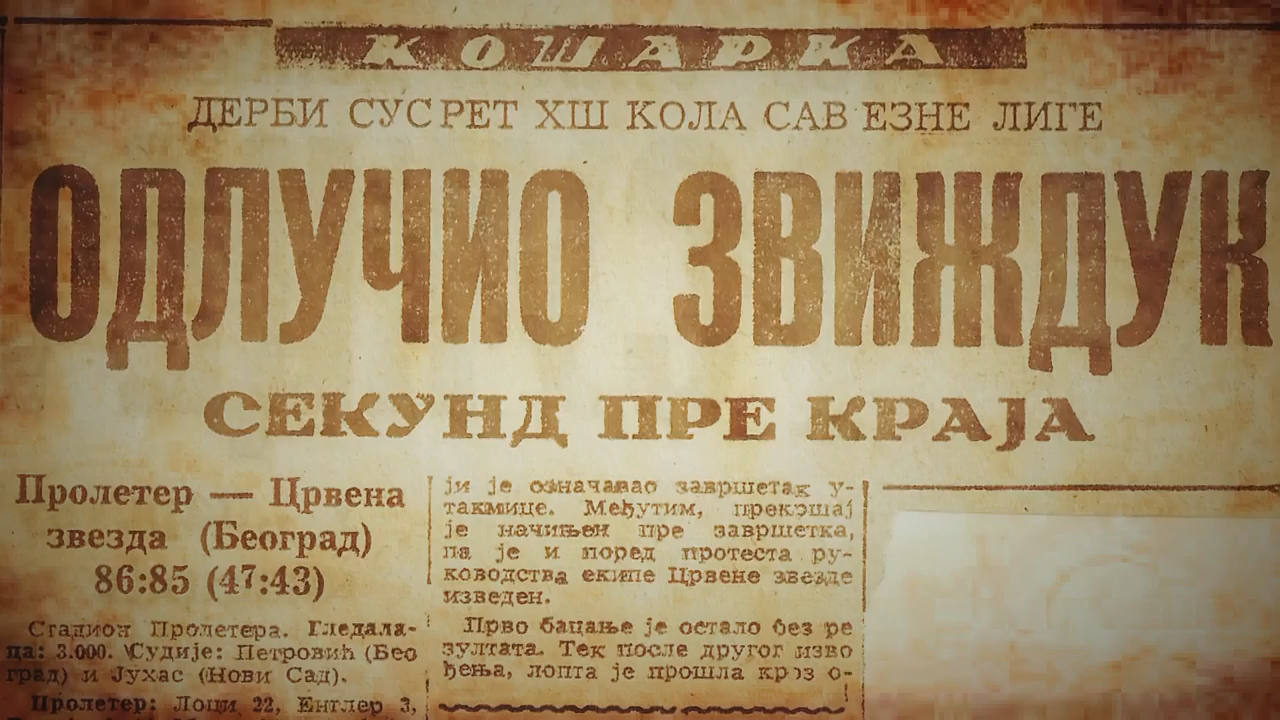 КОШАРКА
ДЕРБИ СУСРЕТ ХШ КОЛА САВЕЗНЕ ЛИГЕ
ОДЛУЧИО ЗВИЖДУК
СЕКУНД ПРЕ КРАЈА
Пролетер — Црвена
звезда (Београд)
86:85 (47:43)
Стадион Пролетера. Гледала-
ца: 3.000. Судије: Петровић (Бео
град) и Јухас (Нови Сад).
Пролетер: Лоци 22, Ентлер 3,
ји је означавао завршетак у-
такмице. Међутим, прекршај
је начињен пре завршетка,
па је и поред протеста ру-
ководства екипе Црвене звезде
изведен.
Прво бацање је остало без ре
зултата. Тек после другог изво
ђења, лопта је прошла кроз о-